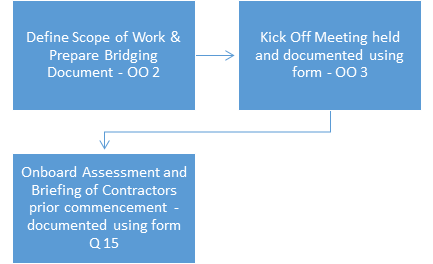 Define Scope of Work &
Prepare Bridging
Document - OO 2
Kick Off Meeting held
and documented using
form - OO 3
Onboard Assessment and
Briefing of Contractors
prior commencement -
documented using form
Q 15